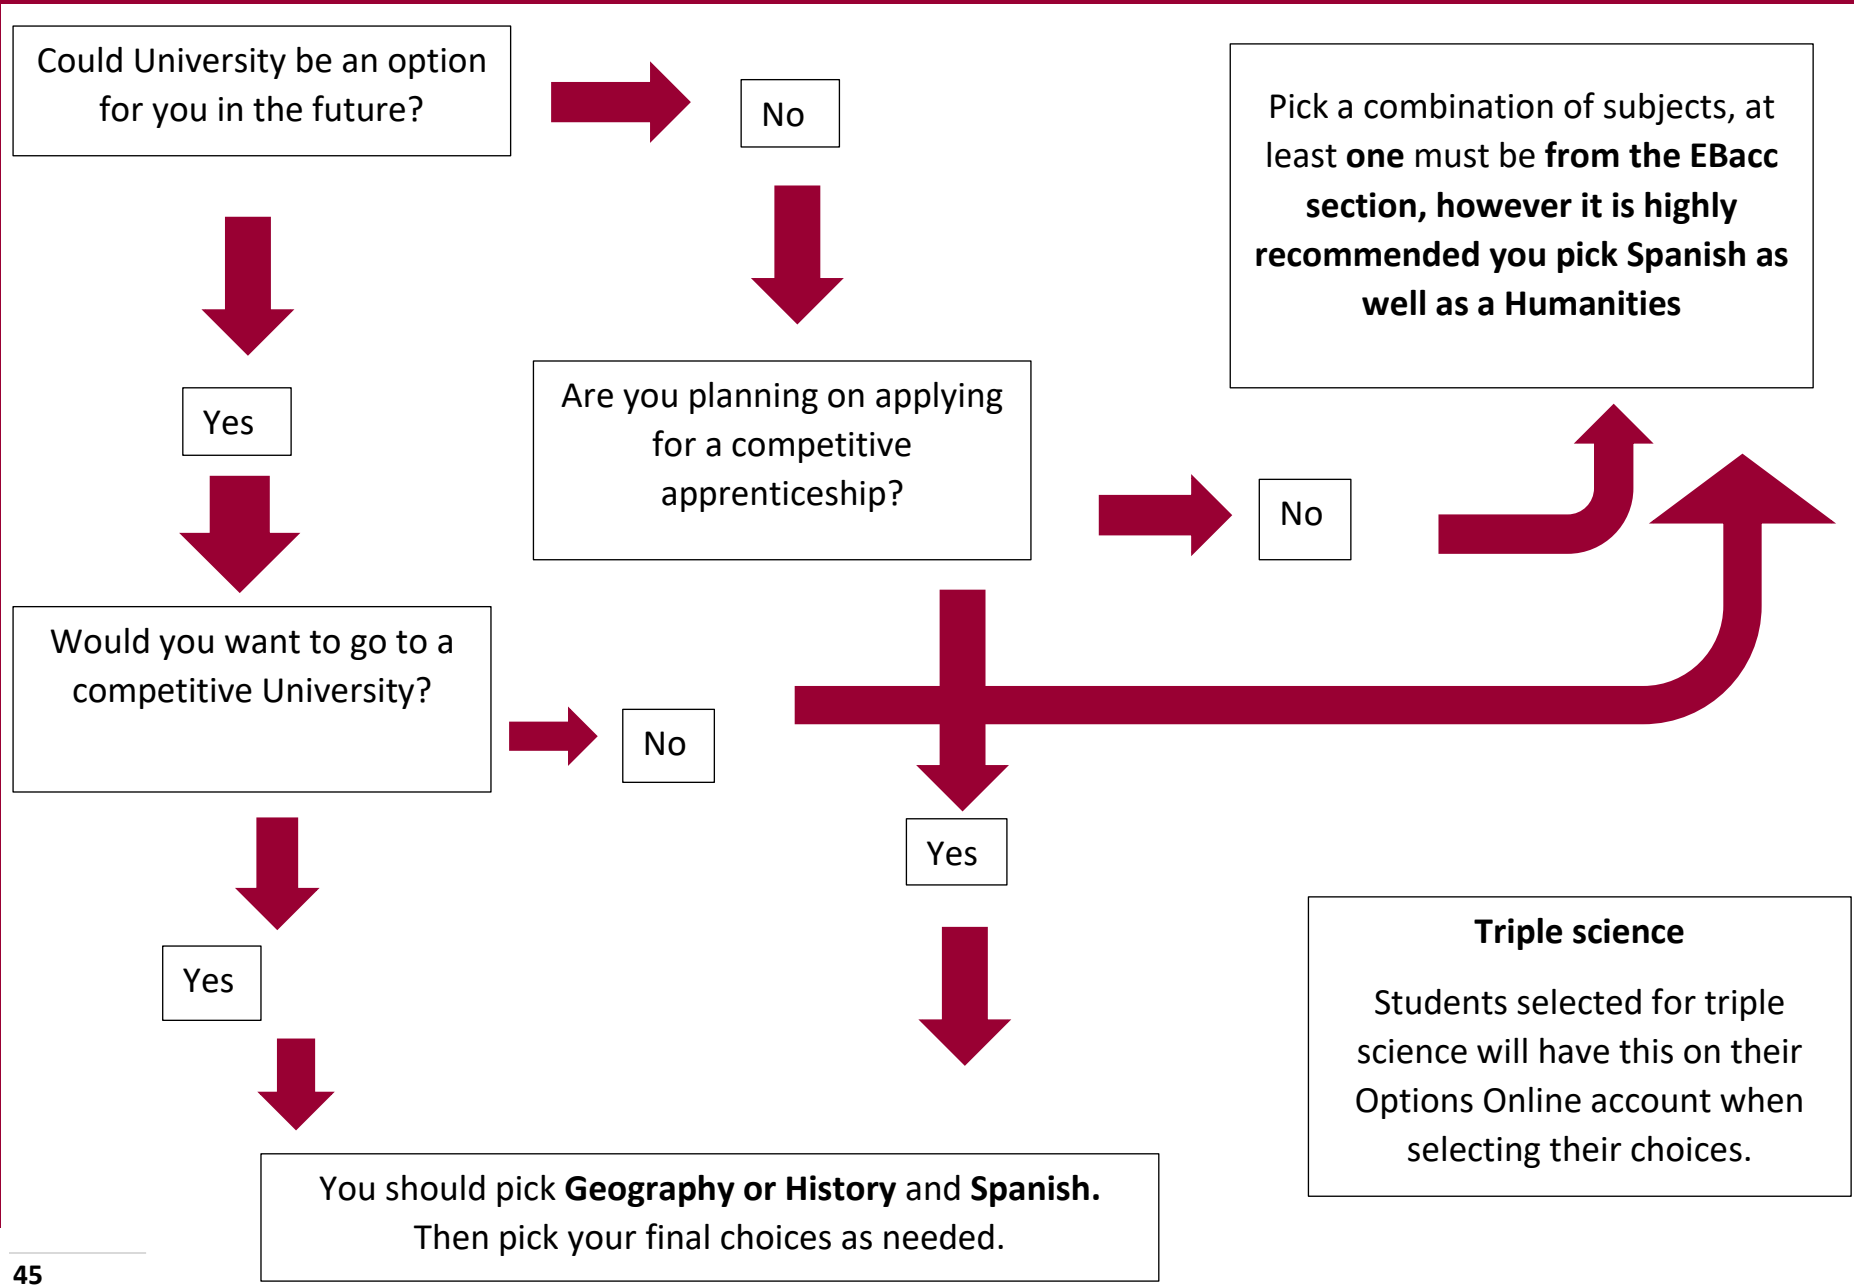 Could University be an option
for you in the future?
No
Pick a combination of subjects, at
least one must be from the EBacc
section, however it is highly
recommended you pick Spanish as
well as a Humanities
Yes
Are you planning on applying
for a competitive
apprenticeship?
No
Would you want to go to a
competitive University?
No
Yes
Yes
Triple science
Students selected for triple
science will have this on their
Options Online account when
selecting their choices.
You should pick Geography or History and Spanish.
Then pick your final choices as needed.
45